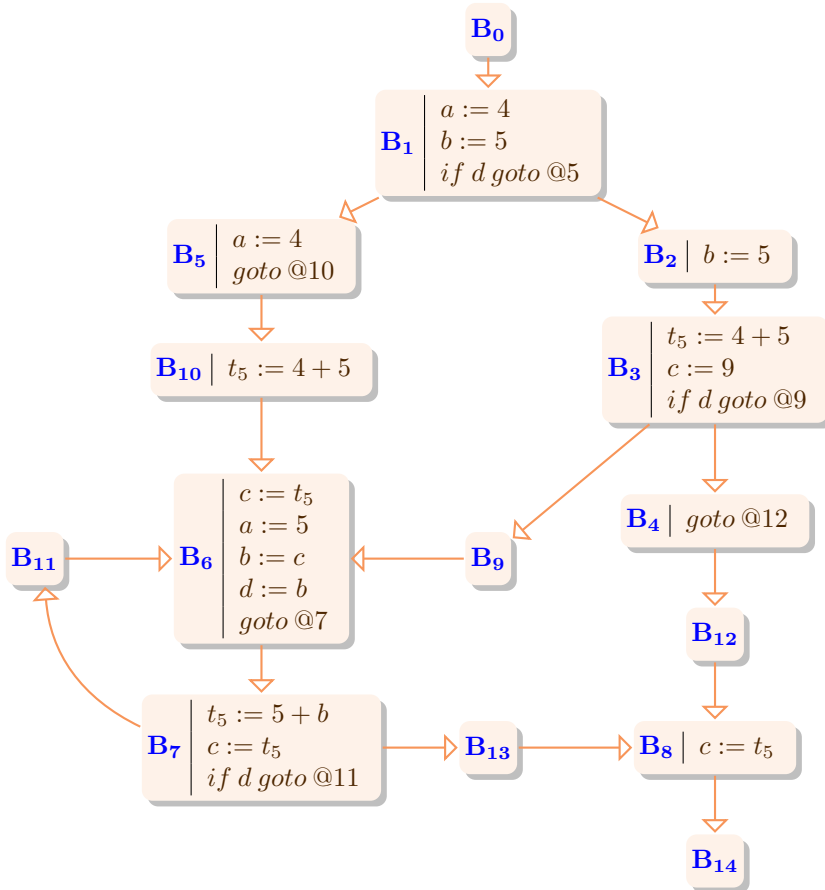 B₀
B₁
a := 4
b := 5
if d goto @5
B₅
a := 4
goto @10
B₂
b := 5
B₁₀
t₅ := 4 + 5
B₃
t₅ := 4 + 5
c := 9
if d goto @9
B₆
c := t₅
a := 5
b := c
d := b
goto @7
B₄
goto @12
B₁₁
B₉
B₁₂
B₇
t₅ := 5 + b
c := t₅
if d goto @11
B₁₃
B₈
c := t₅
B₁₄